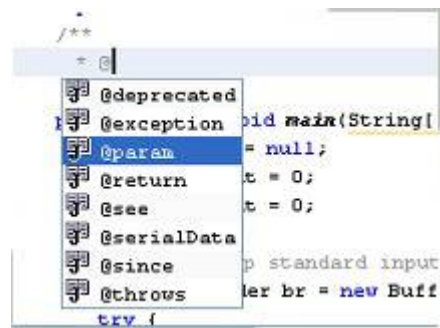 /**
* @
@deprecated
@exception
@param
@return
@see
@serialData
@since
@throws
p
oid main(String[
= null;
t = 0;
t = 0;
p standard input
der br = new Buff
try {